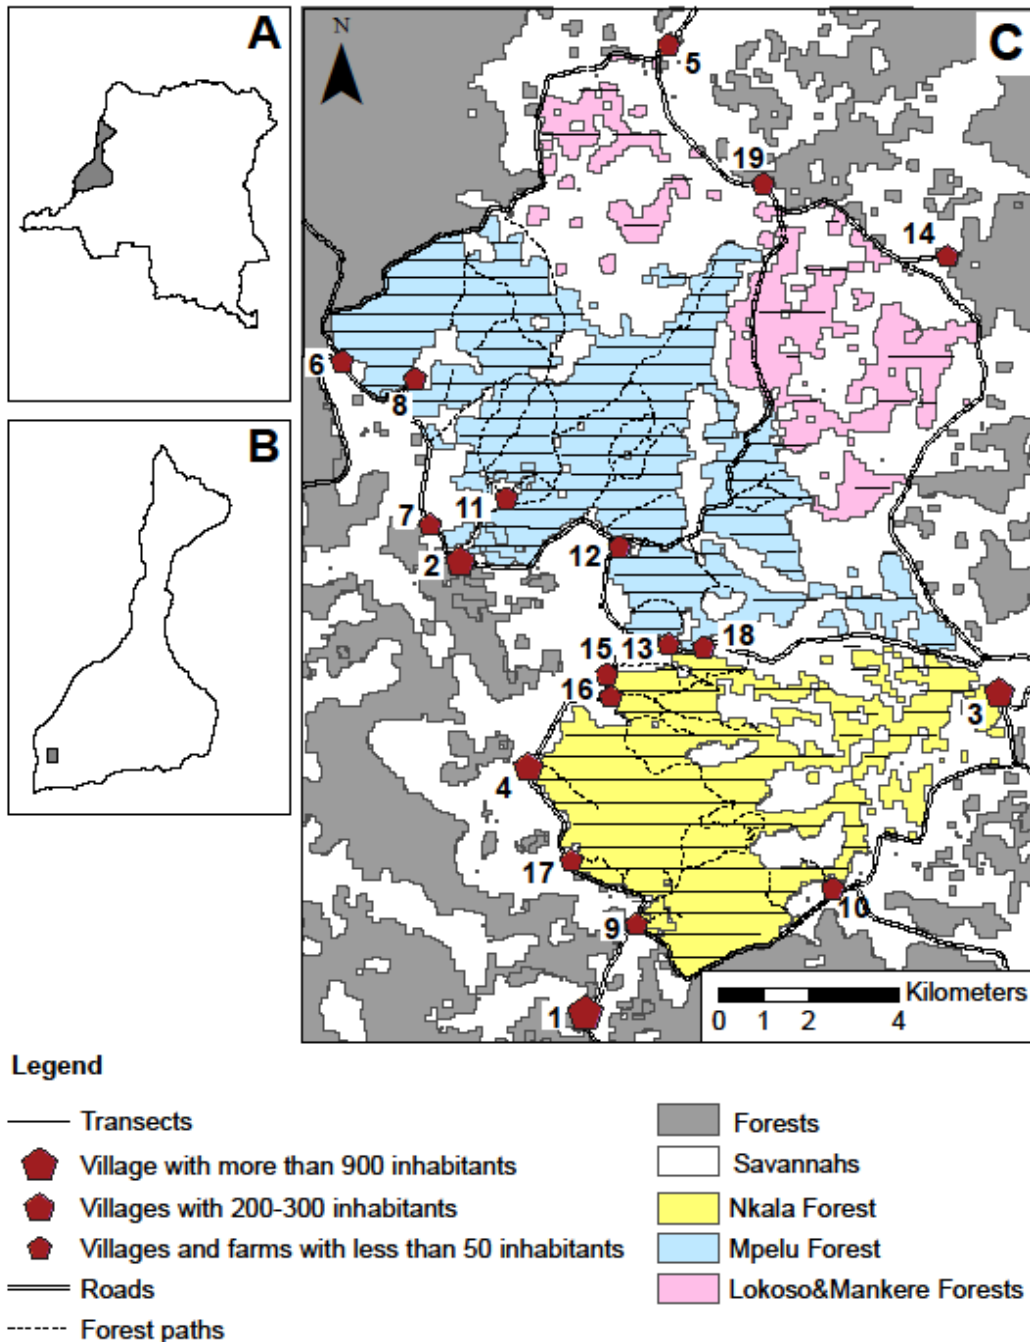 A
B
C
N
5
19
14
6
8
11
7
2
12
13
18
15
16
3
4
17
10
9
1
Kilometers
0 1 2 4
Legend
Transects
Village with more than 900 inhabitants
Villages with 200-300 inhabitants
Villages and farms with less than 50 inhabitants
Roads
Forest paths
Forests
Savannahs
Nkala Forest
Mpelu Forest
Lokoso&Mankere Forests